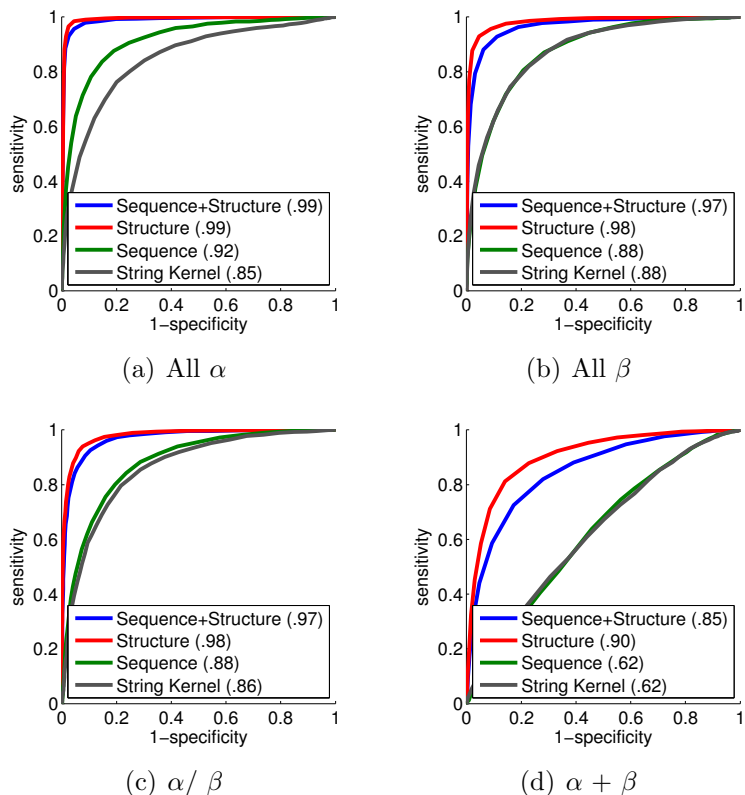 1
0.8
0.6
0.4
0.2
0
sensitivity
Sequence+Structure (.99)
Structure (.99)
Sequence (.92)
String Kernel (.85)
0 0.2 0.4 0.6 0.8 1
1−specificity
(a) All α
1
0.8
0.6
0.4
0.2
0
sensitivity
Sequence+Structure (.97)
Structure (.98)
Sequence (.88)
String Kernel (.88)
0 0.2 0.4 0.6 0.8 1
1−specificity
(b) All β
1
0.8
0.6
0.4
0.2
0
sensitivity
Sequence+Structure (.97)
Structure (.98)
Sequence (.88)
String Kernel (.86)
0 0.2 0.4 0.6 0.8 1
1−specificity
(c) α/ β
1
0.8
0.6
0.4
0.2
0
sensitivity
Sequence+Structure (.85)
Structure (.90)
Sequence (.62)
String Kernel (.62)
0 0.2 0.4 0.6 0.8 1
1−specificity
(d) α + β